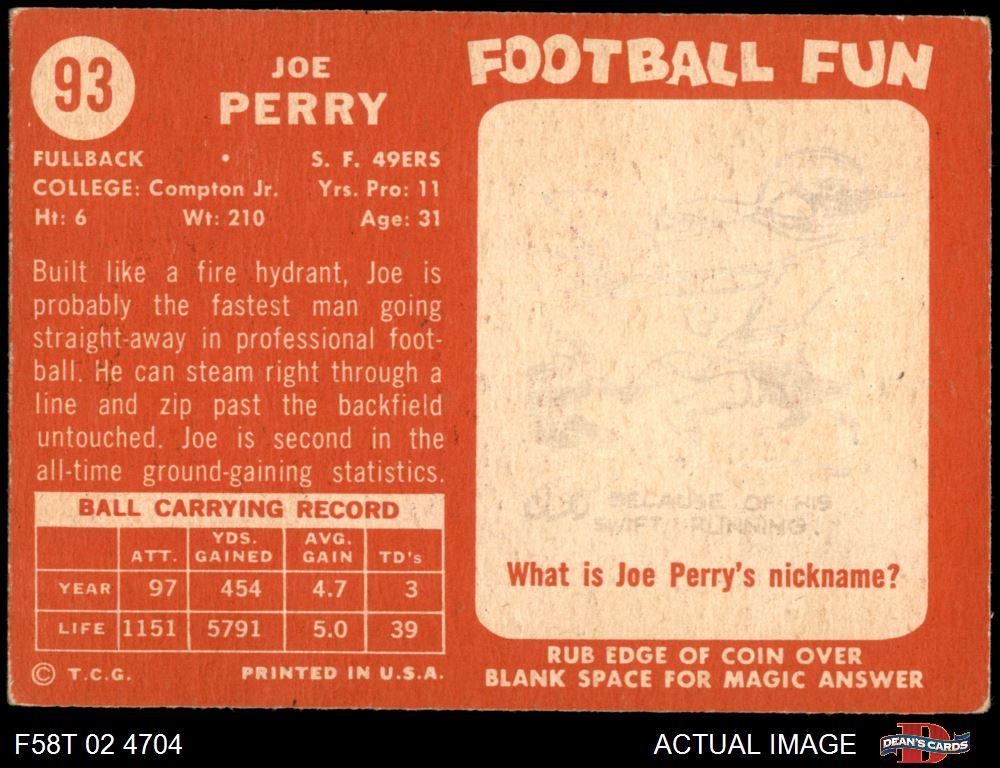 93
JOE
PERRY
FULLBACK • S. F. 49ERS
COLLEGE: Compton Jr. Yrs. Pro: 11
Ht: 6 Wt: 210 Age: 31
Built like a fire hydrant, Joe is
probably the fastest man going
straight-away in professional foot-
ball. He can steam right through a
line and zip past the backfield
untouched. Joe is second in the
all-time ground-gaining statistics.
BALL CARRYING RECORD
ATT. YDS. GAINED AVG. GAIN TD's
YEAR 97 454 4.7 3
LIFE 1151 5791 5.0 39
© T.C.G. PRINTED IN U.S.A.
FOOTBALL FUN
BECAUSE OF HIS
SWIFT RUNNING.
What is Joe Perry's nickname?
RUB EDGE OF COIN OVER
BLANK SPACE FOR MAGIC ANSWER
F58T 02 4704
ACTUAL IMAGE
DEAN'S CARDS